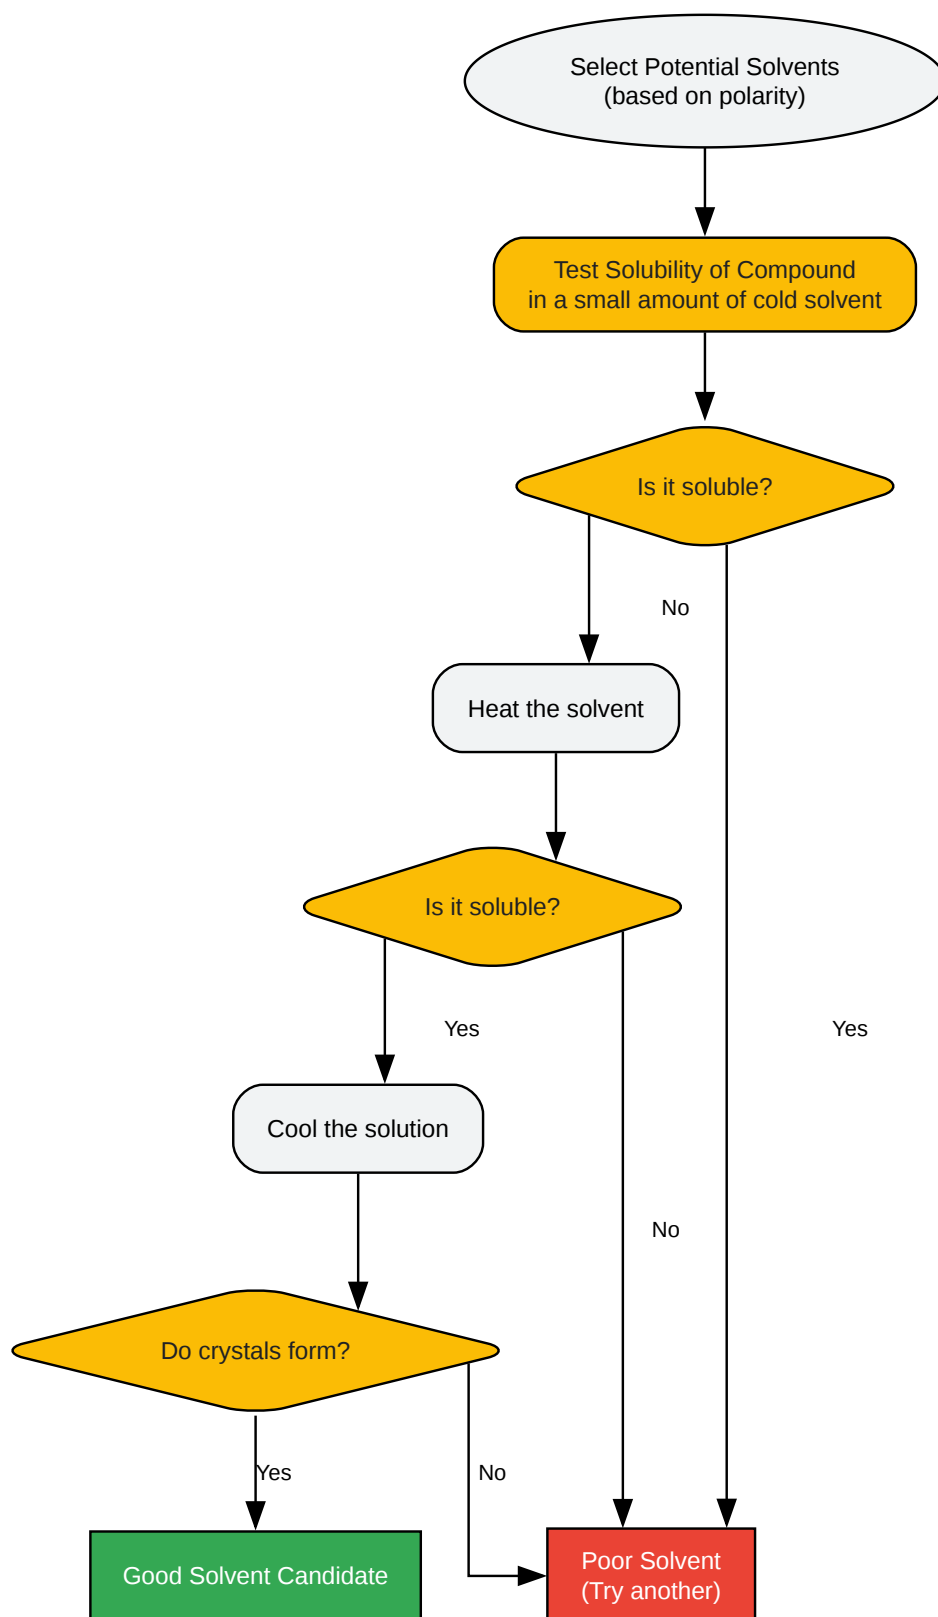 Select Potential Solvents
(based on polarity)
Test Solubility of Compound
in a small amount of cold solvent
Is it soluble?
No
Heat the solvent
Is it soluble?
Yes
Yes
Cool the solution
No
Do crystals form?
Yes
No
Good Solvent Candidate
Poor Solvent
(Try another)